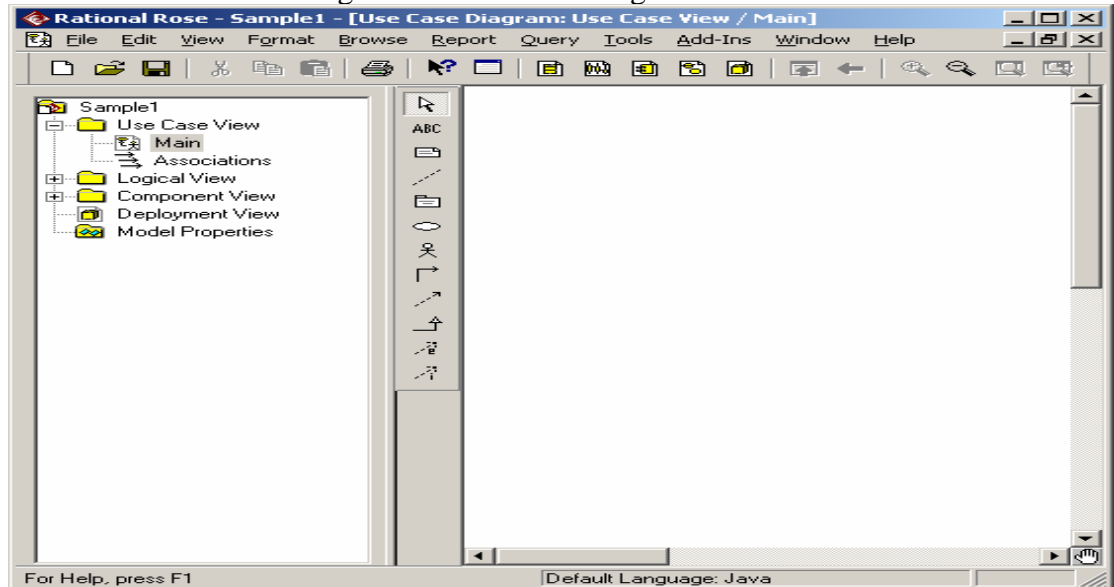 Rational Rose - Sample1 - [Use Case Diagram: Use Case View / Main]
File Edit View Format Browse Report Query Tools Add-Ins Window Help
Sample1
Use Case View
Main
Associations
Logical View
Component View
Deployment View
Model Properties
ABC
For Help, press F1
Default Language: Java